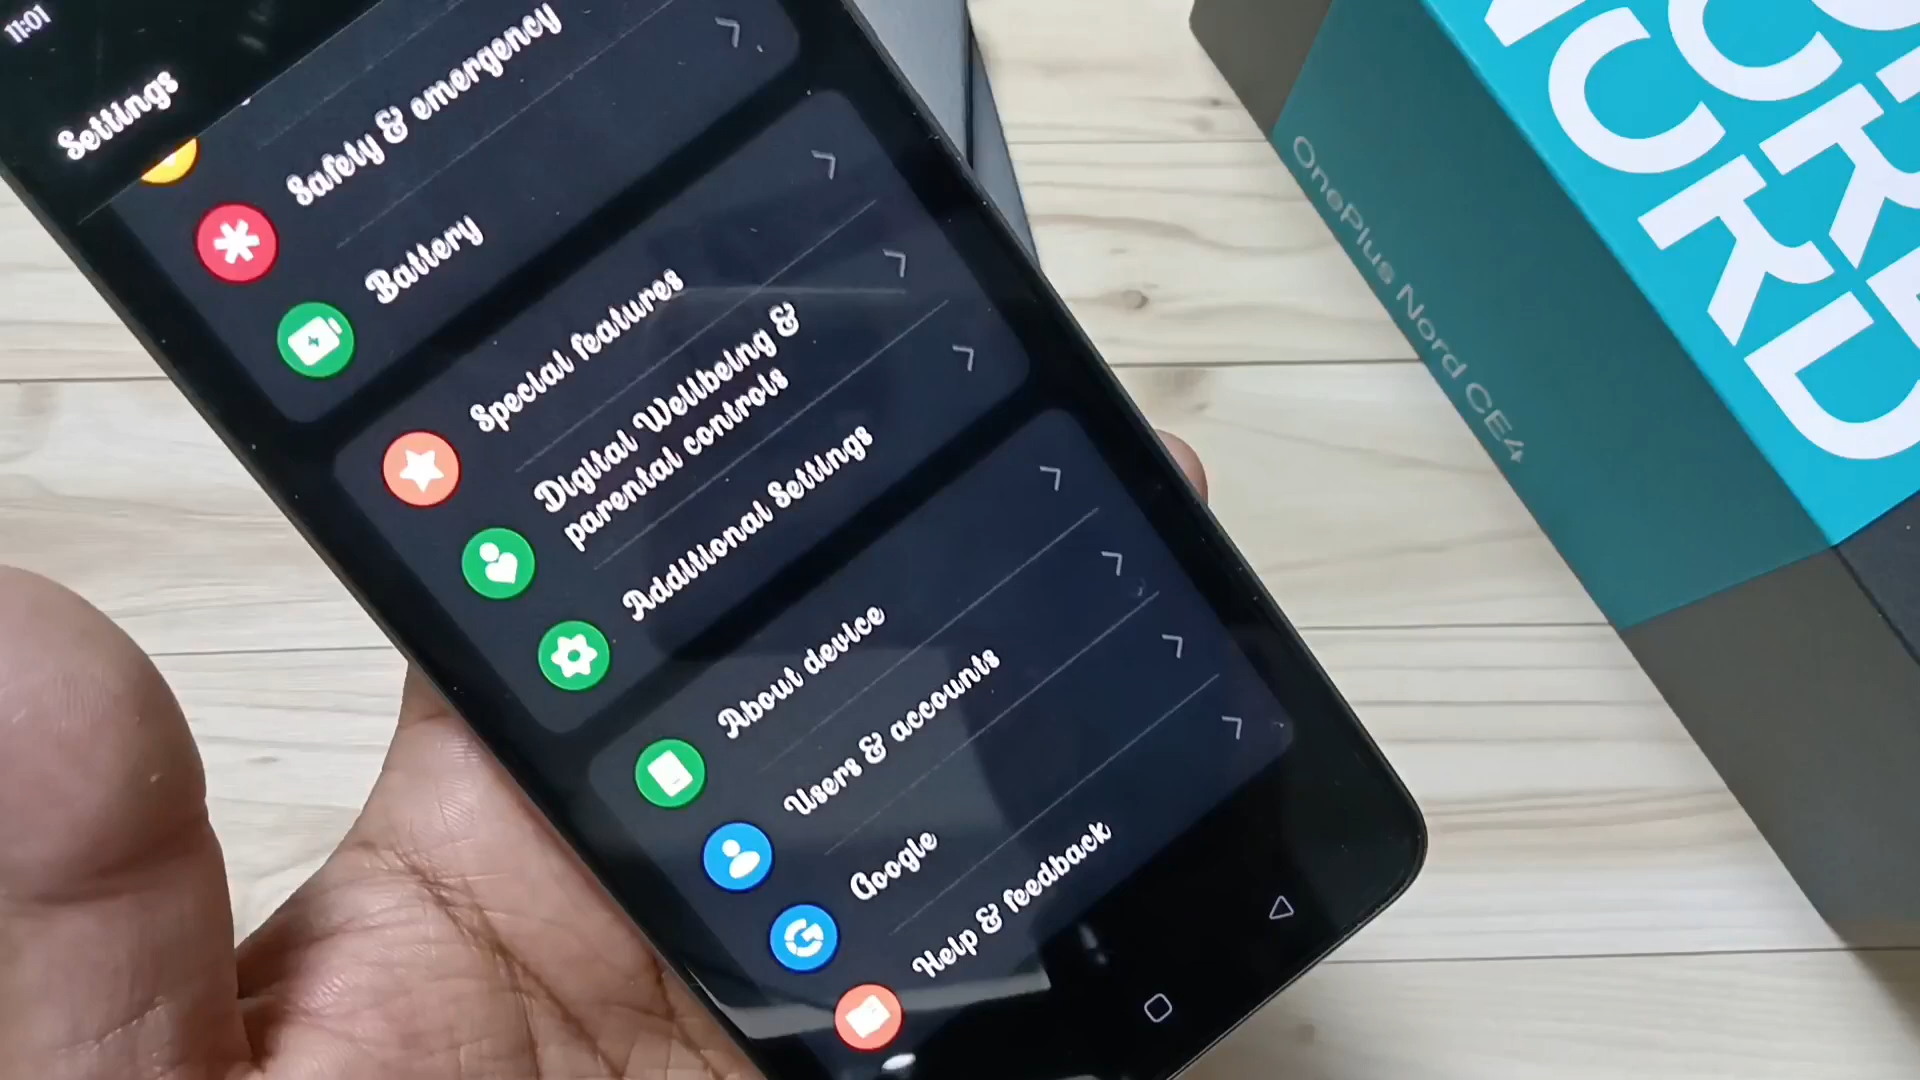 11:01
Settings
Safety & emergency
Battery
Special features
Digital Wellbeing &
parental controls
Additional Settings
About device
Users & accounts
Google
Help & feedback
OnePlus Nord CE4